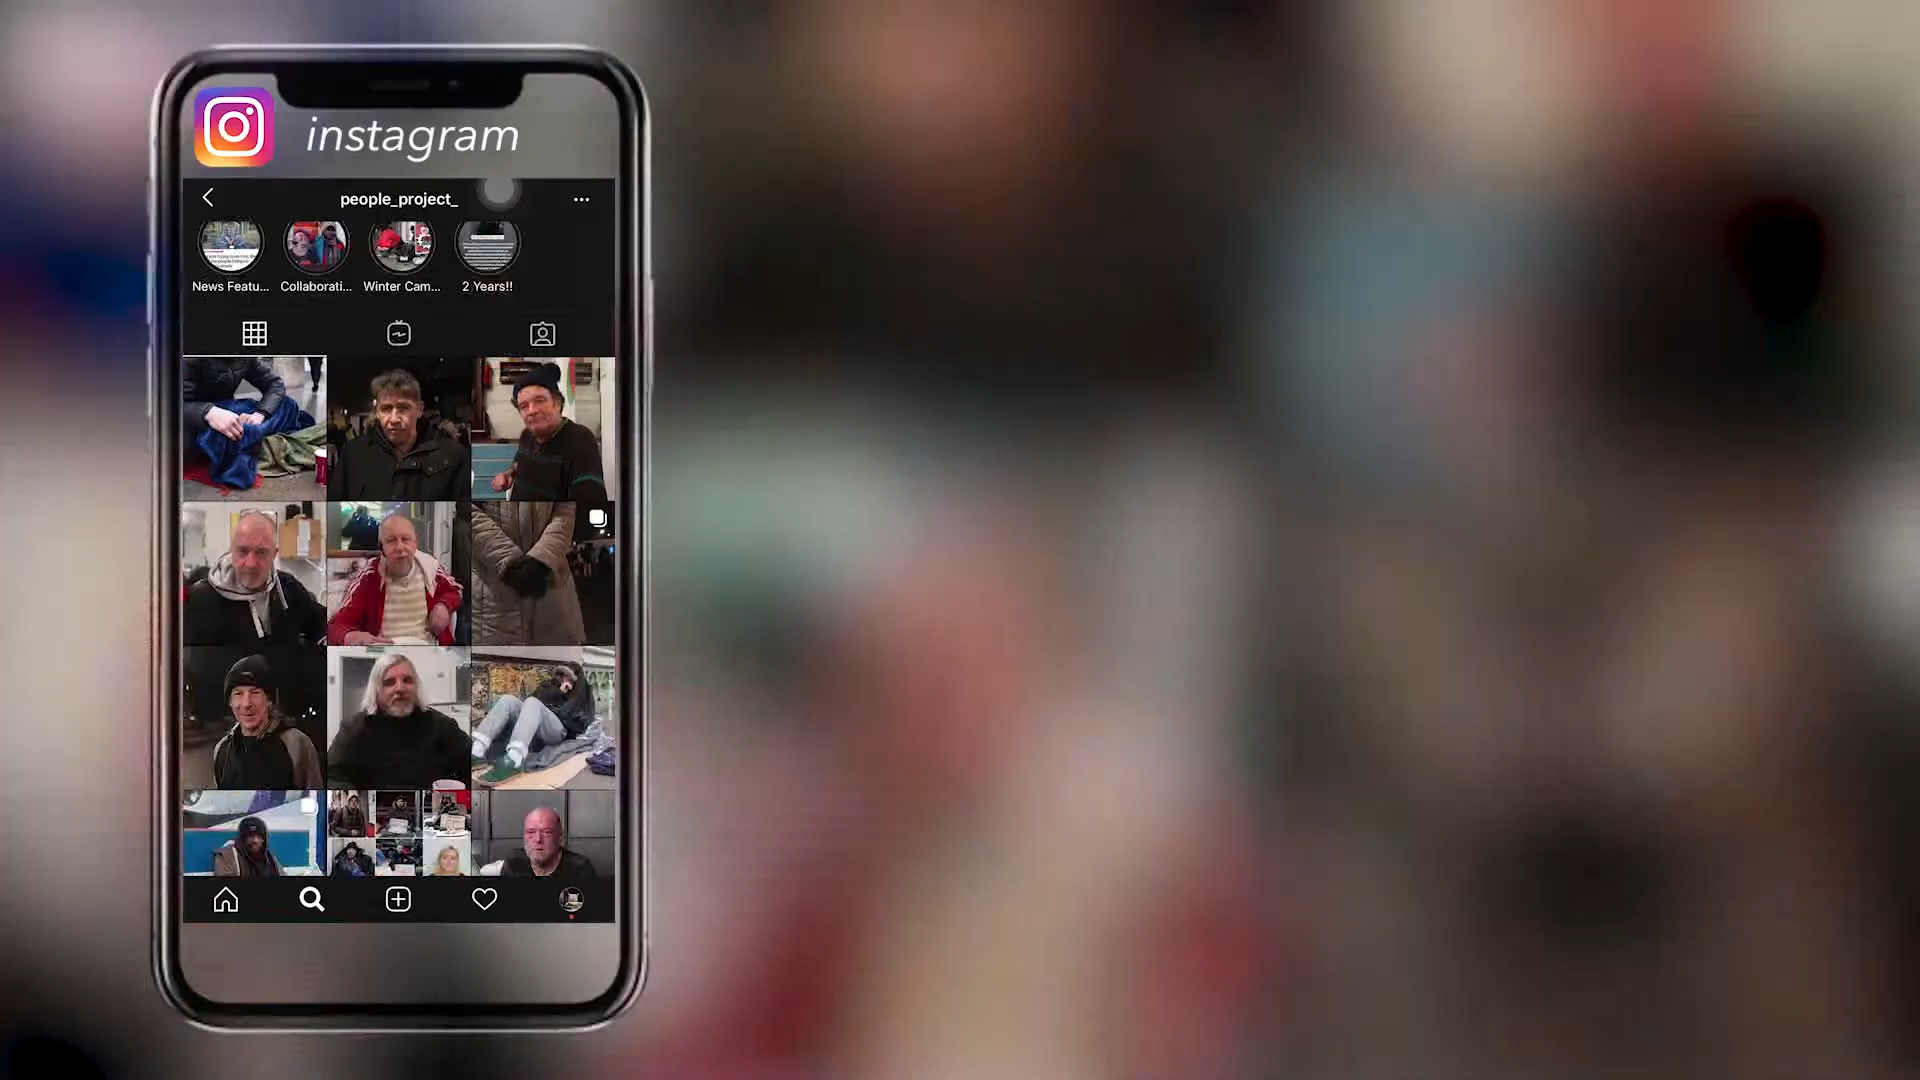 instagram
people_project_
News Featu... Collaborati... Winter Cam... 2 Years!!